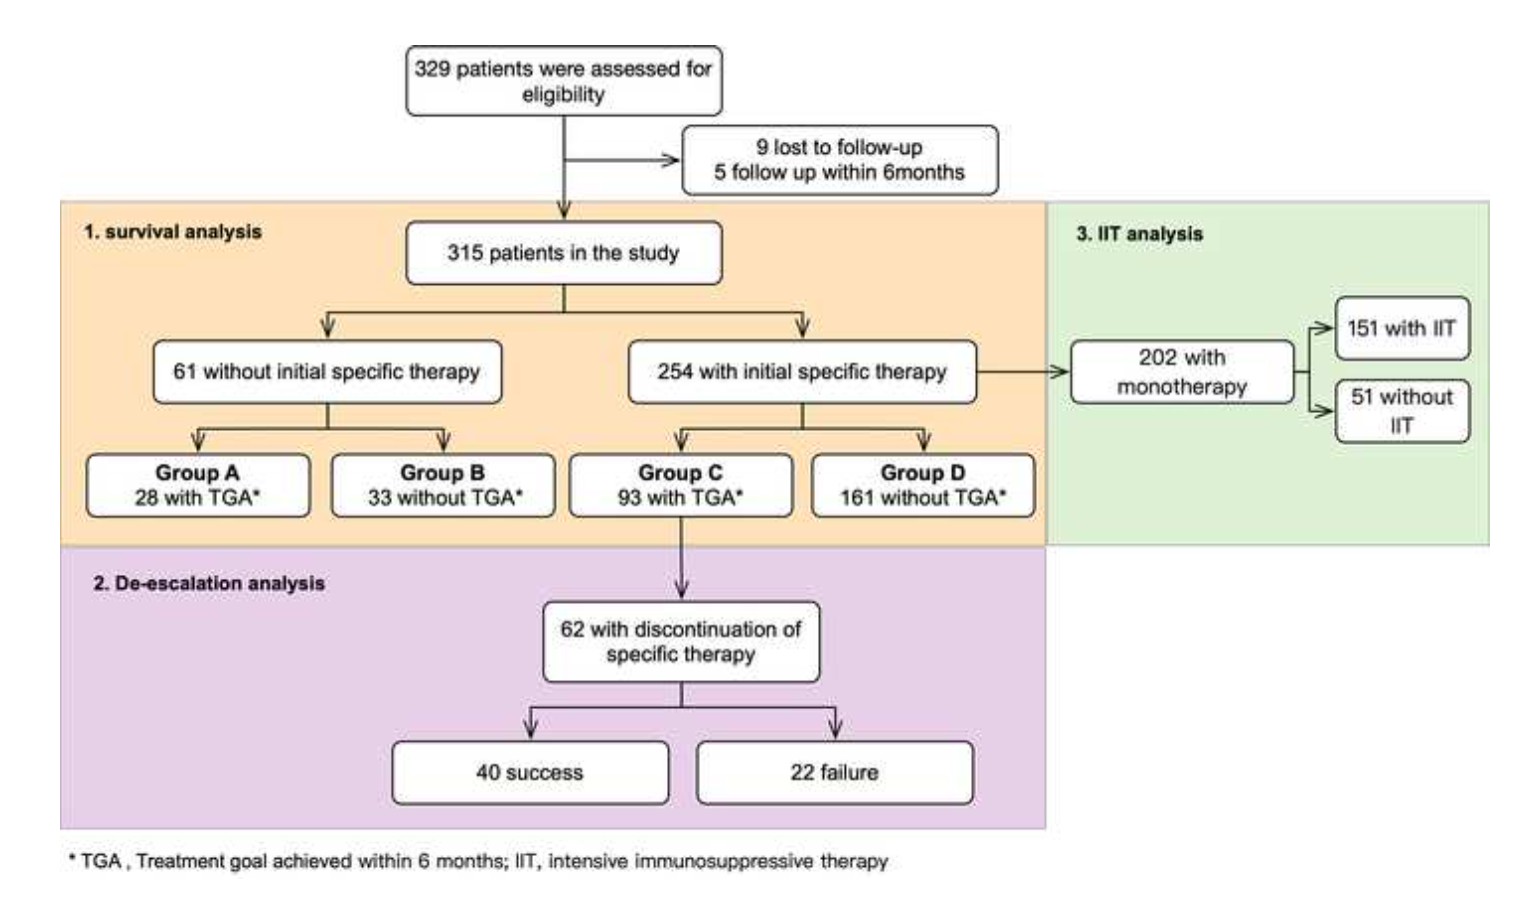 329 patients were assessed for
eligibility
9 lost to follow-up
5 follow up within 6months
1. survival analysis
315 patients in the study
61 without initial specific therapy
254 with initial specific therapy
Group A
28 with TGA*
Group B
33 without TGA*
Group C
93 with TGA*
Group D
161 without TGA*
3. IIT analysis
202 with
monotherapy
151 with IIT
51 without
IIT
2. De-escalation analysis
62 with discontinuation of
specific therapy
40 success
22 failure
* TGA , Treatment goal achieved within 6 months; IIT, intensive immunosuppressive therapy